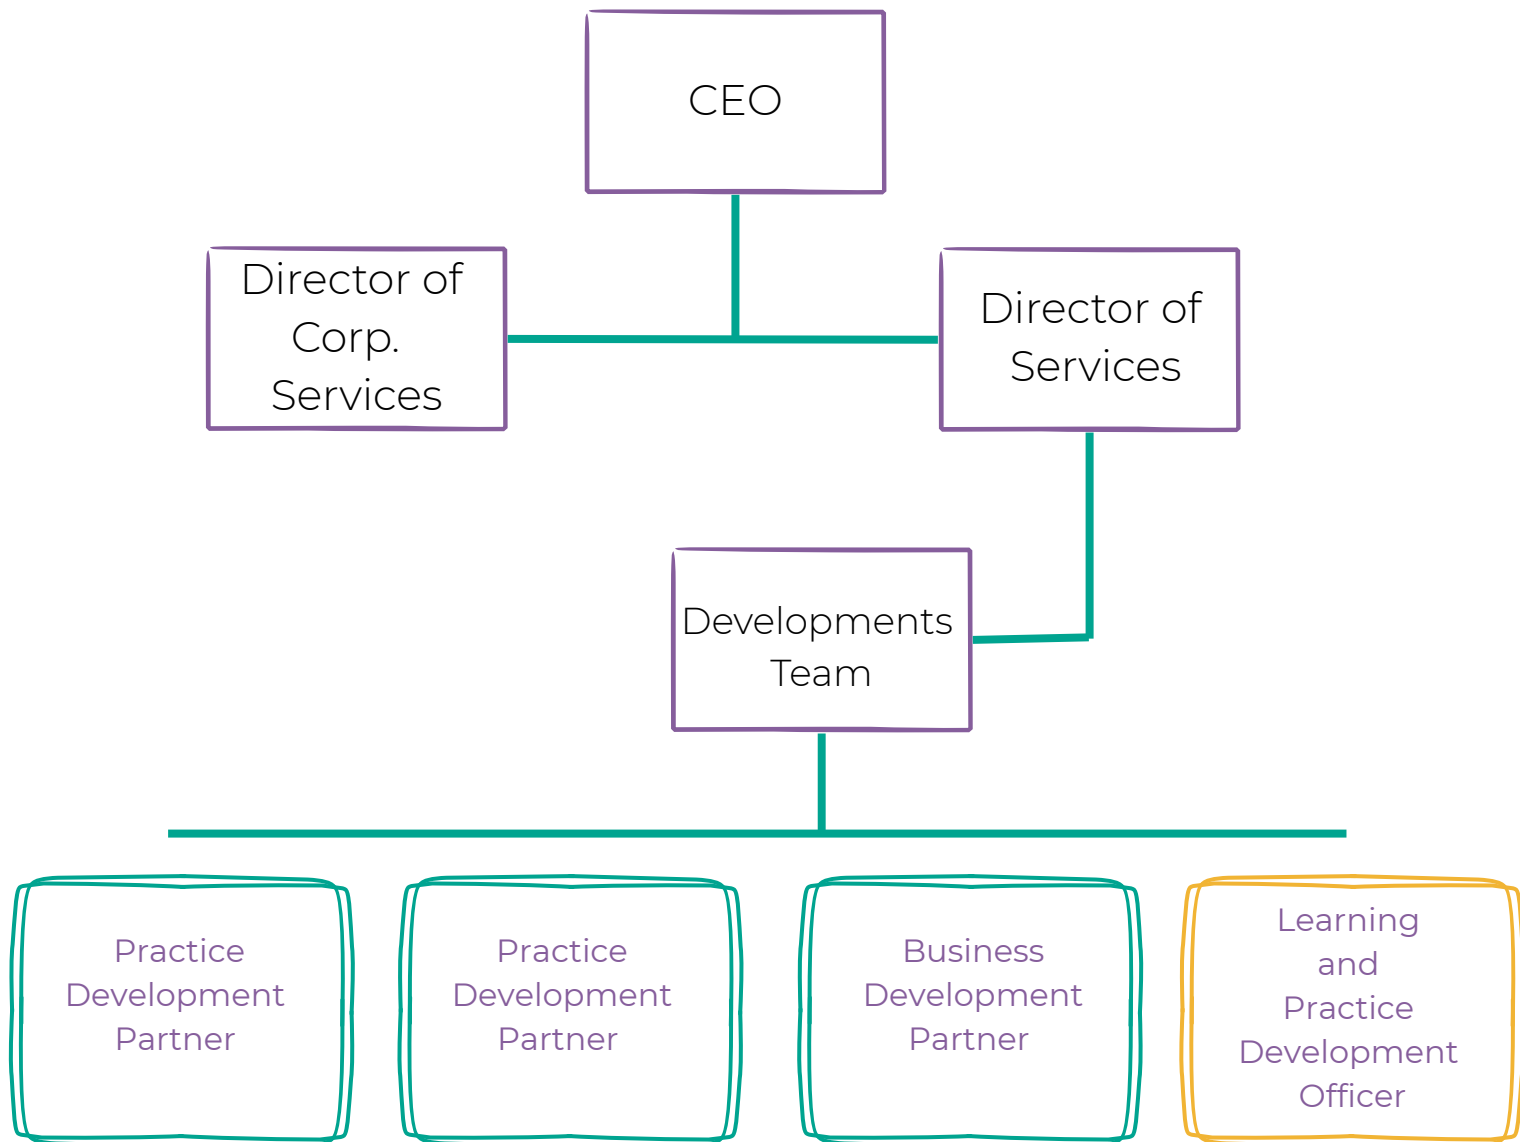 CEO
Director of
Corp.
Services
Director of
Services
Developments
Team
Practice
Development
Partner
Practice
Development
Partner
Business
Development
Partner
Learning
and
Practice
Development
Officer